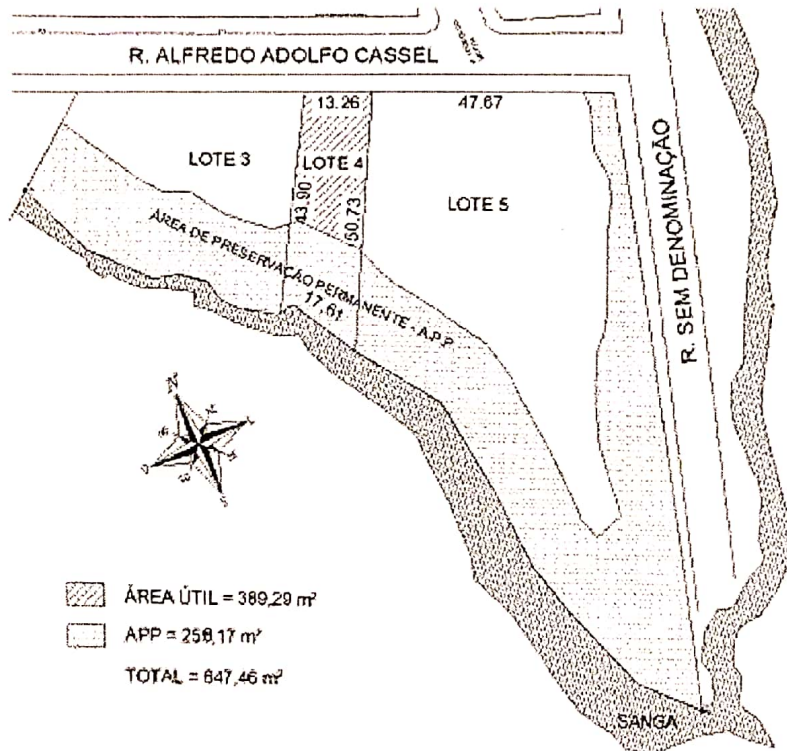 R. ALFREDO ADOLFO CASSEL
13.26
47.67
LOTE 3
LOTE 4
LOTE 5
43.90
50.73
ÁREA DE PRESERVAÇÃO PERMANENTE - A.P.P
17,61
R. SEM DENOMINAÇÃO
N
S
ÁREA ÚTIL = 389,29 m²
APP = 258,17 m²
TOTAL = 647,46 m²
SANGA